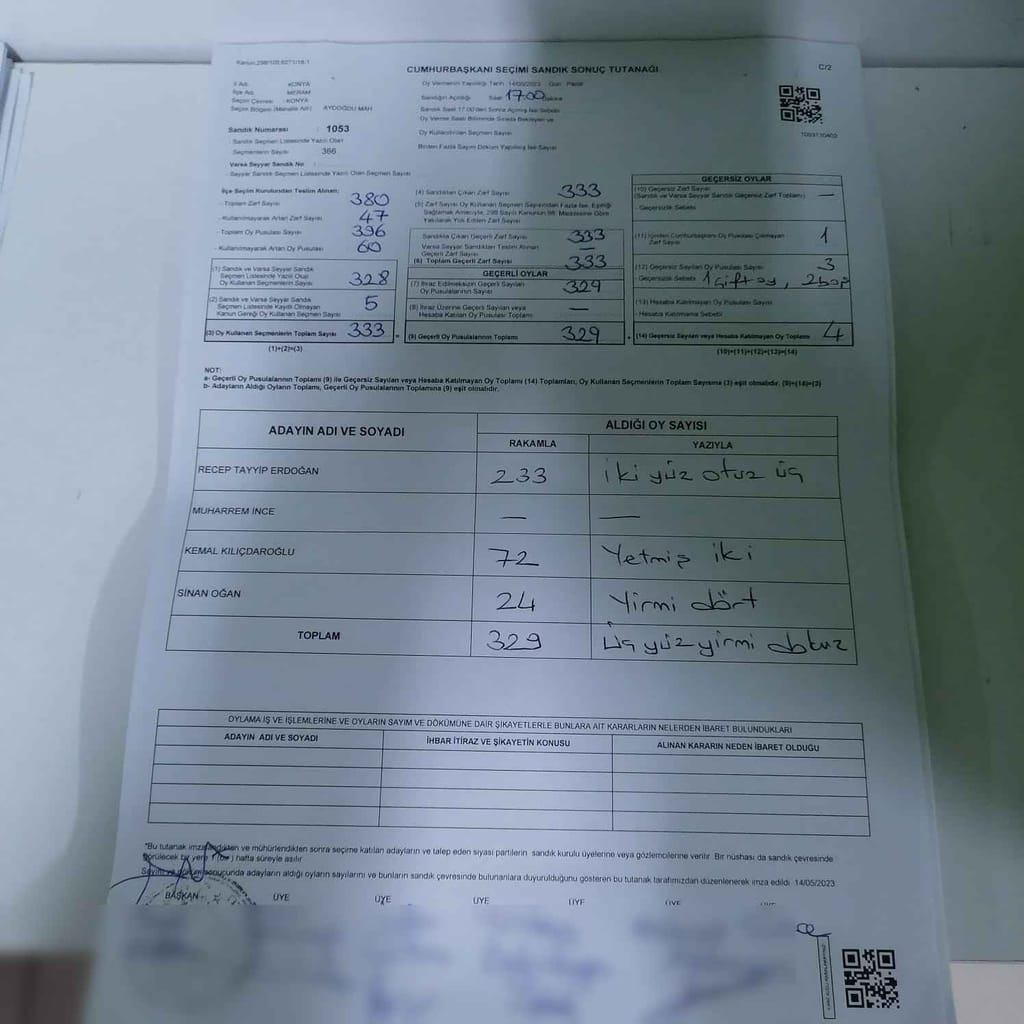 Kanun:298/105,6271/18.1
CUMHURBAŞKANI SEÇİMİ SANDIK SONUÇ TUTANAĞI
C/2
İl Adı KONYA
İlçe Adı MERAM
Seçim Çevresi KONYA
Seçim Bölgesi (Mahalle Adı) AYDOĞDU MAH
Sandık Numarası : 1053
Sandık Seçmen Listesinde Yazılı Olan
Seçmenlerin Sayısı 366
Varsa Seyyar Sandık No :
Seyyar Sandık Seçmen Listesinde Yazılı Olan Seçmen Sayısı
Oy Vermenin Yapıldığı Tarih 14/05/2023 Gün Pazar
Sandığın Açıldığı Saat 17.00
Sandık Saat 17:00'den Sonra Açılmış İse Sebebi
Oy Verme Saati Bitiminde Sırada Bekleyen ve
Oy Kullandırılan Seçmen Sayısı
Birden Fazla Sayım Döküm Yapılmış İse Sayısı
İlçe Seçim Kurulundan Teslim Alınan:
- Toplam Zarf Sayısı 380
- Kullanılmayarak Artan Zarf Sayısı 47
- Toplam Oy Pusulası Sayısı 396
- Kullanılmayarak Artan Oy Pusulası 60
(1) Sandık ve Varsa Seyyar Sandık
Seçmen Listesinde Yazılı Olup
Oy Kullanan Seçmenlerin Sayısı 328
(2) Sandık ve Varsa Seyyar Sandık
Seçmen Listesinde Kayıtlı Olmayan
Kanun Gereği Oy Kullanan Seçmen Sayısı 5
(3) Oy Kullanan Seçmenlerin Toplam Sayısı 333
(1)+(2)=(3)
(4) Sandıktan Çıkan Zarf Sayısı 333
(5) Zarf Sayısı Oy Kullanan Seçmen Sayısından Fazla İse, Eşitliği
Sağlamak Amacıyla, 298 Sayılı Kanunun 98. Maddesine Göre
Yakılarak Yok Edilen Zarf Sayısı
Sandıkta Çıkan Geçerli Zarf Sayısı 333
Varsa Seyyar Sandıktan Teslim Alınan
Geçerli Zarf Sayısı —
(6) Toplam Geçerli Zarf Sayısı 333
GEÇERLİ OYLAR
(7) İtiraz Edilmeksizin Geçerli Sayılan
Oy Pusulalarının Sayısı 329
(8) İtiraz Üzerine Geçerli Sayılan veya
Hesaba Katılan Oy Pusulası Toplamı —
(9) Geçerli Oy Pusulalarının Toplamı 329
GEÇERSİZ OYLAR
(10) Geçersiz Zarf Sayısı
(Sandık ve Varsa Seyyar Sandık Geçersiz Zarf Toplamı) —
- Geçersizlik Sebebi
(11) İçinden Cumhurbaşkanı Oy Pusulası Çıkmayan
Zarf Sayısı 1
(12) Geçersiz Sayılan Oy Pusulası Sayısı 3
- Geçersizlik Sebebi 1 çift oy, 2 boş
(13) Hesaba Katılmayan Oy Pusulası Sayısı
- Hesaba Katılmama Sebebi
(14) Geçersiz Sayılan veya Hesaba Katılmayan Oy Toplamı 4
(10)+(11)+(12)+(13)=(14)
NOT:
a- Geçerli Oy Pusulalarının Toplamı (9) ile Geçersiz Sayılan veya Hesaba Katılmayan Oy Toplamı (14) Toplamları, Oy Kullanan Seçmenlerin Toplam Sayısına (3) eşit olmalıdır. (9)+(14)=(3)
b- Adayların Aldığı Oyların Toplamı, Geçerli Oy Pusulalarının Toplamına (9) eşit olmalıdır.
ADAYIN ADI VE SOYADI
ALDIĞI OY SAYISI
RAKAMLA YAZIYLA
RECEP TAYYİP ERDOĞAN 233 iki yüz otuz üç
MUHARREM İNCE — —
KEMAL KILIÇDAROĞLU 72 Yetmiş iki
SİNAN OĞAN 24 Yirmi dört
TOPLAM 329 Üç yüz yirmi dokuz
OYLAMA İŞ VE İŞLEMLERİNE VE OYLARIN SAYIM VE DÖKÜMÜNE DAİR ŞİKAYETLERLE BUNLARA AİT KARARLARIN NELERDEN İBARET BULUNDUKLARI
ADAYIN ADI VE SOYADI İHBAR İTİRAZ VE ŞİKAYETİN KONUSU ALINAN KARARIN NEDEN İBARET OLDUĞU
"Bu tutanak imzalandıkten ve mühürlendikten sonra seçime katılan adayların ve talep eden siyasi partilerin sandık kurulu üyelerine veya gözlemcilerine verilir. Bir nüshası da sandık çevresinde
görülecek bir yere 1 (bir) hafta süreyle asılır
Sayım ve döküm sonucunda adayların aldığı oyların sayılarını ve bunların sandık çevresinde bulunanlara duyurulduğunu gösteren bu tutanak tarafımızdan düzenlenerek imza edildi. 14/05/2023
BAŞKAN ÜYE ÜYE ÜYE ÜYE ÜYE